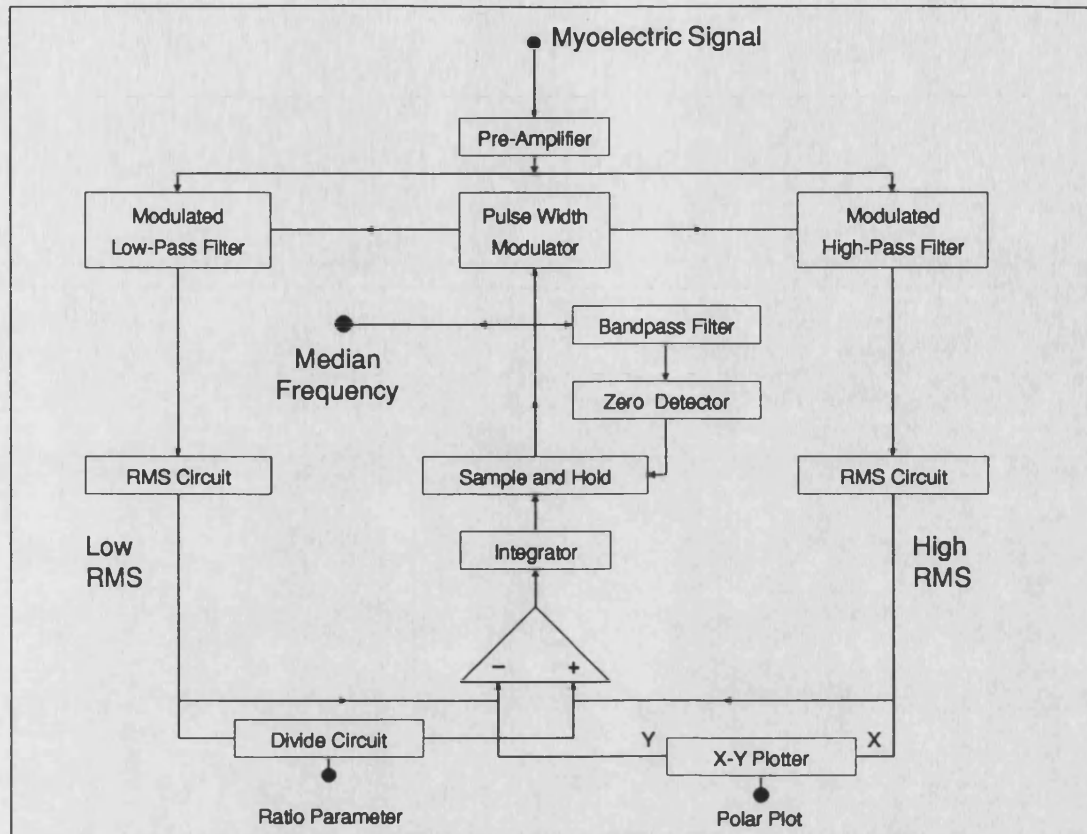 Myoelectric Signal
Pre-Amplifier
Modulated
Low-Pass Filter
Pulse Width
Modulator
Modulated
High-Pass Filter
Bandpass Filter
Median
Frequency
Zero Detector
RMS Circuit
Sample and Hold
RMS Circuit
Low
RMS
Integrator
High
RMS
− +
Divide Circuit
Y
X-Y Plotter
X
Ratio Parameter
Polar Plot